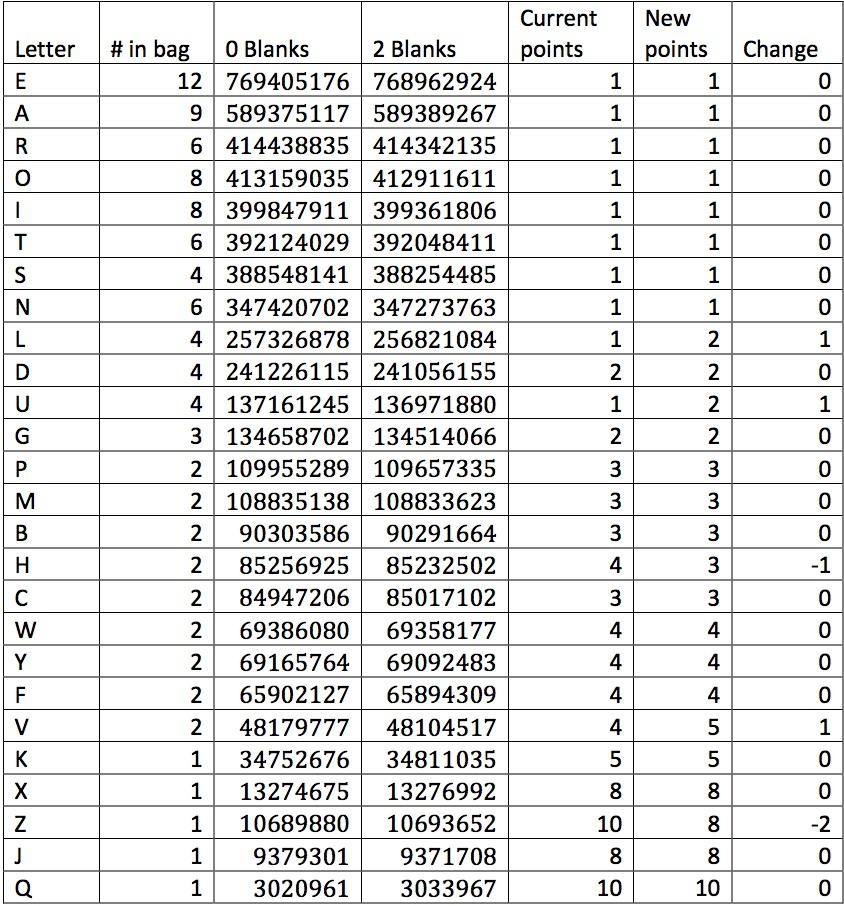 Letter # in bag 0 Blanks 2 Blanks Current points New points Change
E 12 769405176 768962924 1 1 0
A 9 589375117 589389267 1 1 0
R 6 414438835 414342135 1 1 0
O 8 413159035 412911611 1 1 0
I 8 399847911 399361806 1 1 0
T 6 392124029 392048411 1 1 0
S 4 388548141 388254485 1 1 0
N 6 347420702 347273763 1 1 0
L 4 257326878 256821084 1 2 1
D 4 241226115 241056155 2 2 0
U 4 137161245 136971880 1 2 1
G 3 134658702 134514066 2 2 0
P 2 109955289 109657335 3 3 0
M 2 108835138 108833623 3 3 0
B 2 90303586 90291664 3 3 0
H 2 85256925 85232502 4 3 -1
C 2 84947206 85017102 3 3 0
W 2 69386080 69358177 4 4 0
Y 2 69165764 69092483 4 4 0
F 2 65902127 65894309 4 4 0
V 2 48179777 48104517 4 5 1
K 1 34752676 34811035 5 5 0
X 1 13274675 13276992 8 8 0
Z 1 10689880 10693652 10 8 -2
J 1 9379301 9371708 8 8 0
Q 1 3020961 3033967 10 10 0